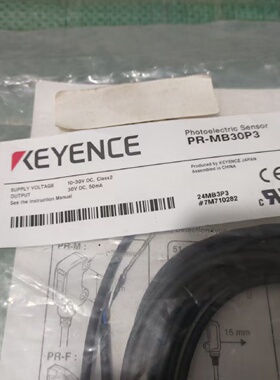 KEYENCE
Photoelectric Sensor
PR-MB30P3
SUPPLY VOLTAGE 10-30V DC, Class2
OUTPUT 30V DC, 50mA
See the Instruction Manual
Produced by KEYENCE JAPAN
Assembled in CHINA
24MB3P3
#7M710282
PR-M :
15 mm
PR-F :